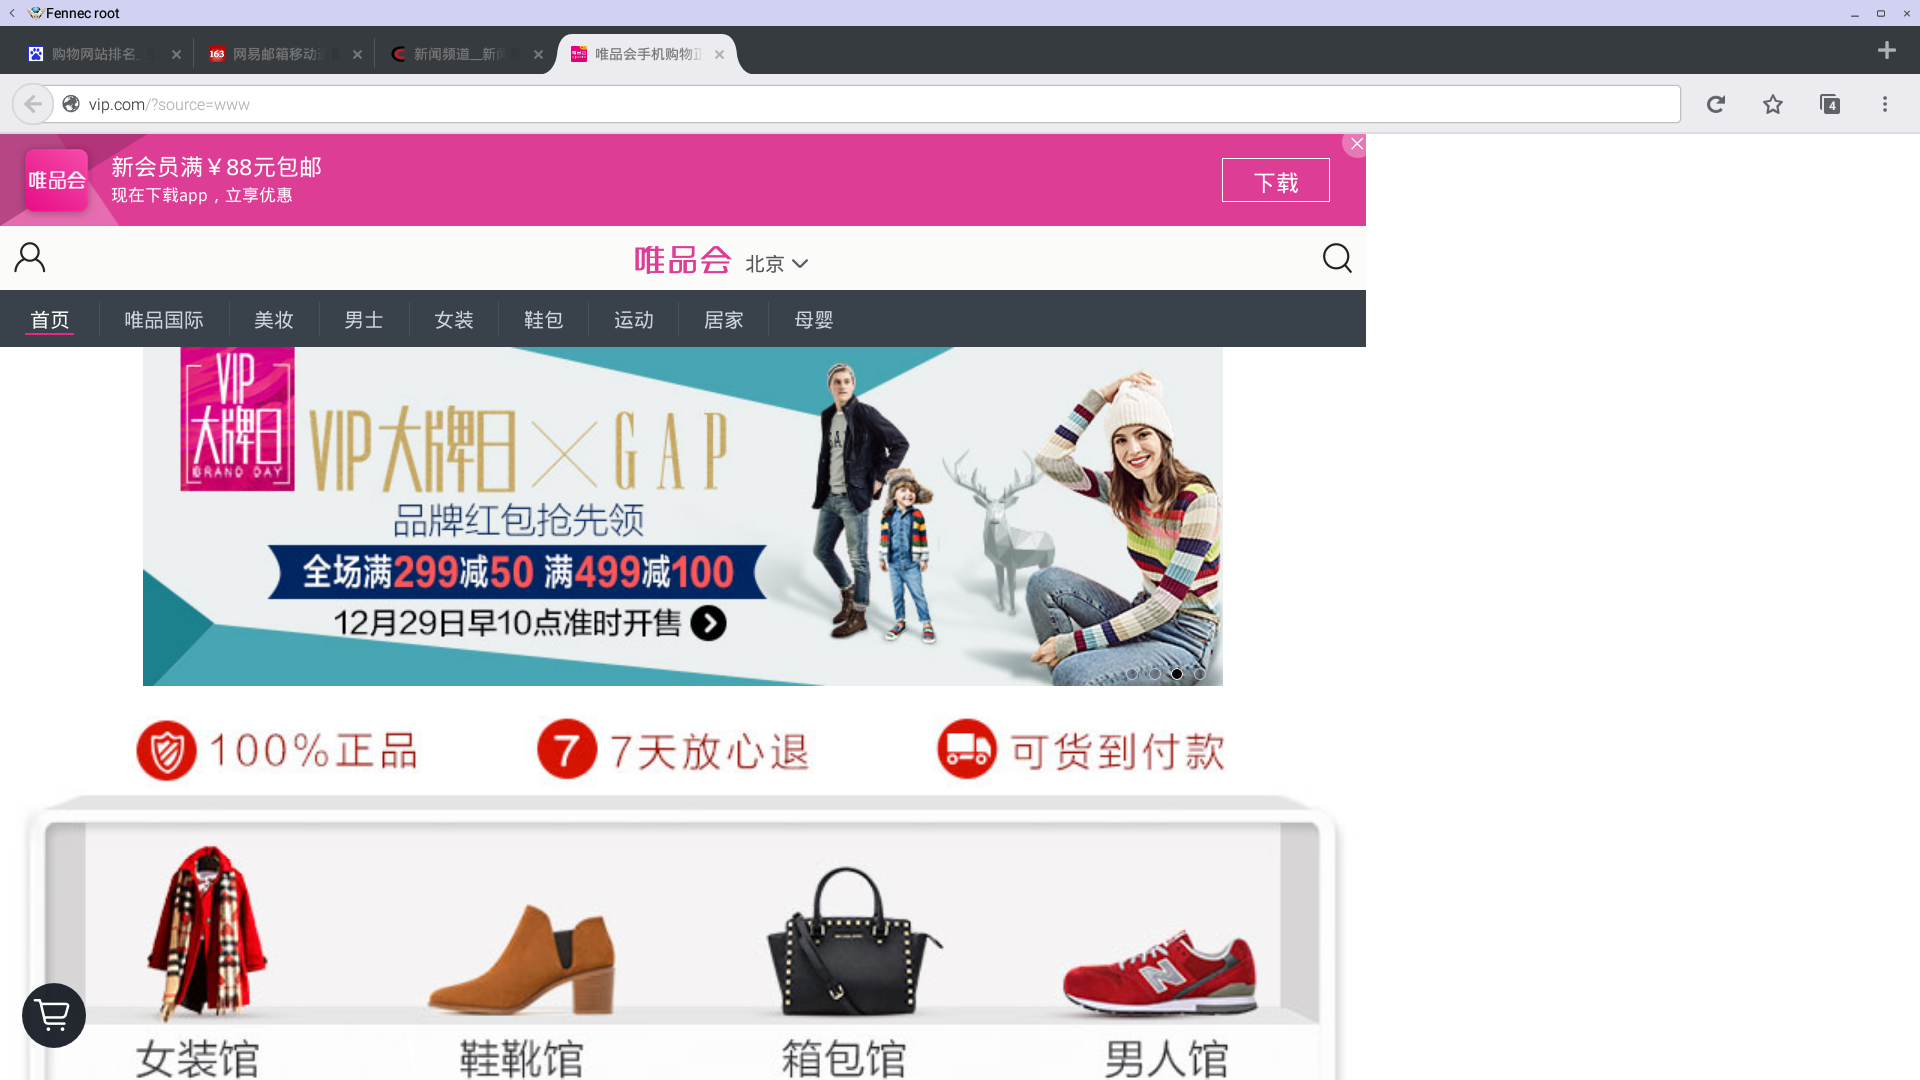 Fennec root
购物网站排名_
网易邮箱移动
新闻频道__新闻
唯品会手机购物正
vip.com/?source=www
4
唯品会
新会员满￥88元包邮
现在下载app，立享优惠
下载
唯品会 北京
首页 唯品国际 美妆 男士 女装 鞋包 运动 居家 母婴
VIP
大牌日
BRAND DAY
VIP大牌日×GAP
品牌红包抢先领
全场满299减50 满499减100
12月29日早10点准时开售
100%正品
7 7天放心退
可货到付款
女装馆 鞋靴馆 箱包馆 男人馆